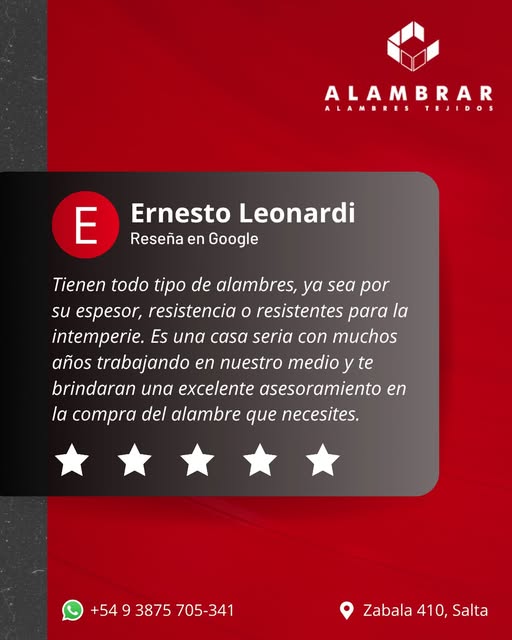 ALAMBRAR
ALAMBRES TEJIDOS
E
Ernesto Leonardi
Reseña en Google
Tienen todo tipo de alambres, ya sea por
su espesor, resistencia o resistentes para la
intemperie. Es una casa seria con muchos
años trabajando en nuestro medio y te
brindaran una excelente asesoramiento en
la compra del alambre que necesites.
+54 9 3875 705-341
Zabala 410, Salta